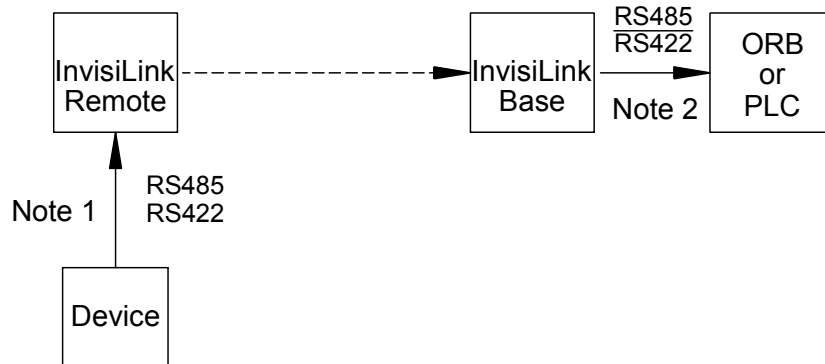 InvisiLink
Remote
InvisiLink
Base
RS485
RS422
Note 2
ORB
or
PLC
Note 1
RS485
RS422
Device